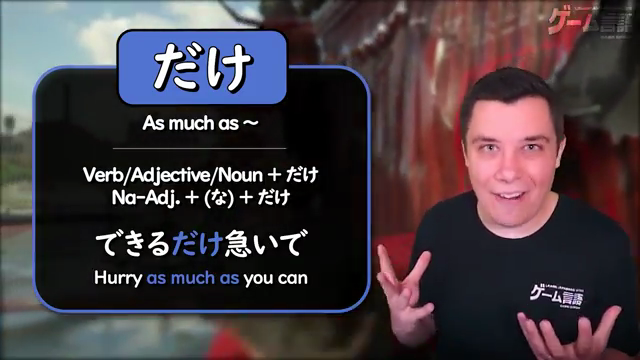 だけ
As much as ～
Verb/Adjective/Noun + だけ
Na-Adj. + (な) + だけ
できるだけ急いで
Hurry as much as you can
ゲーム言語
ゲーム言語